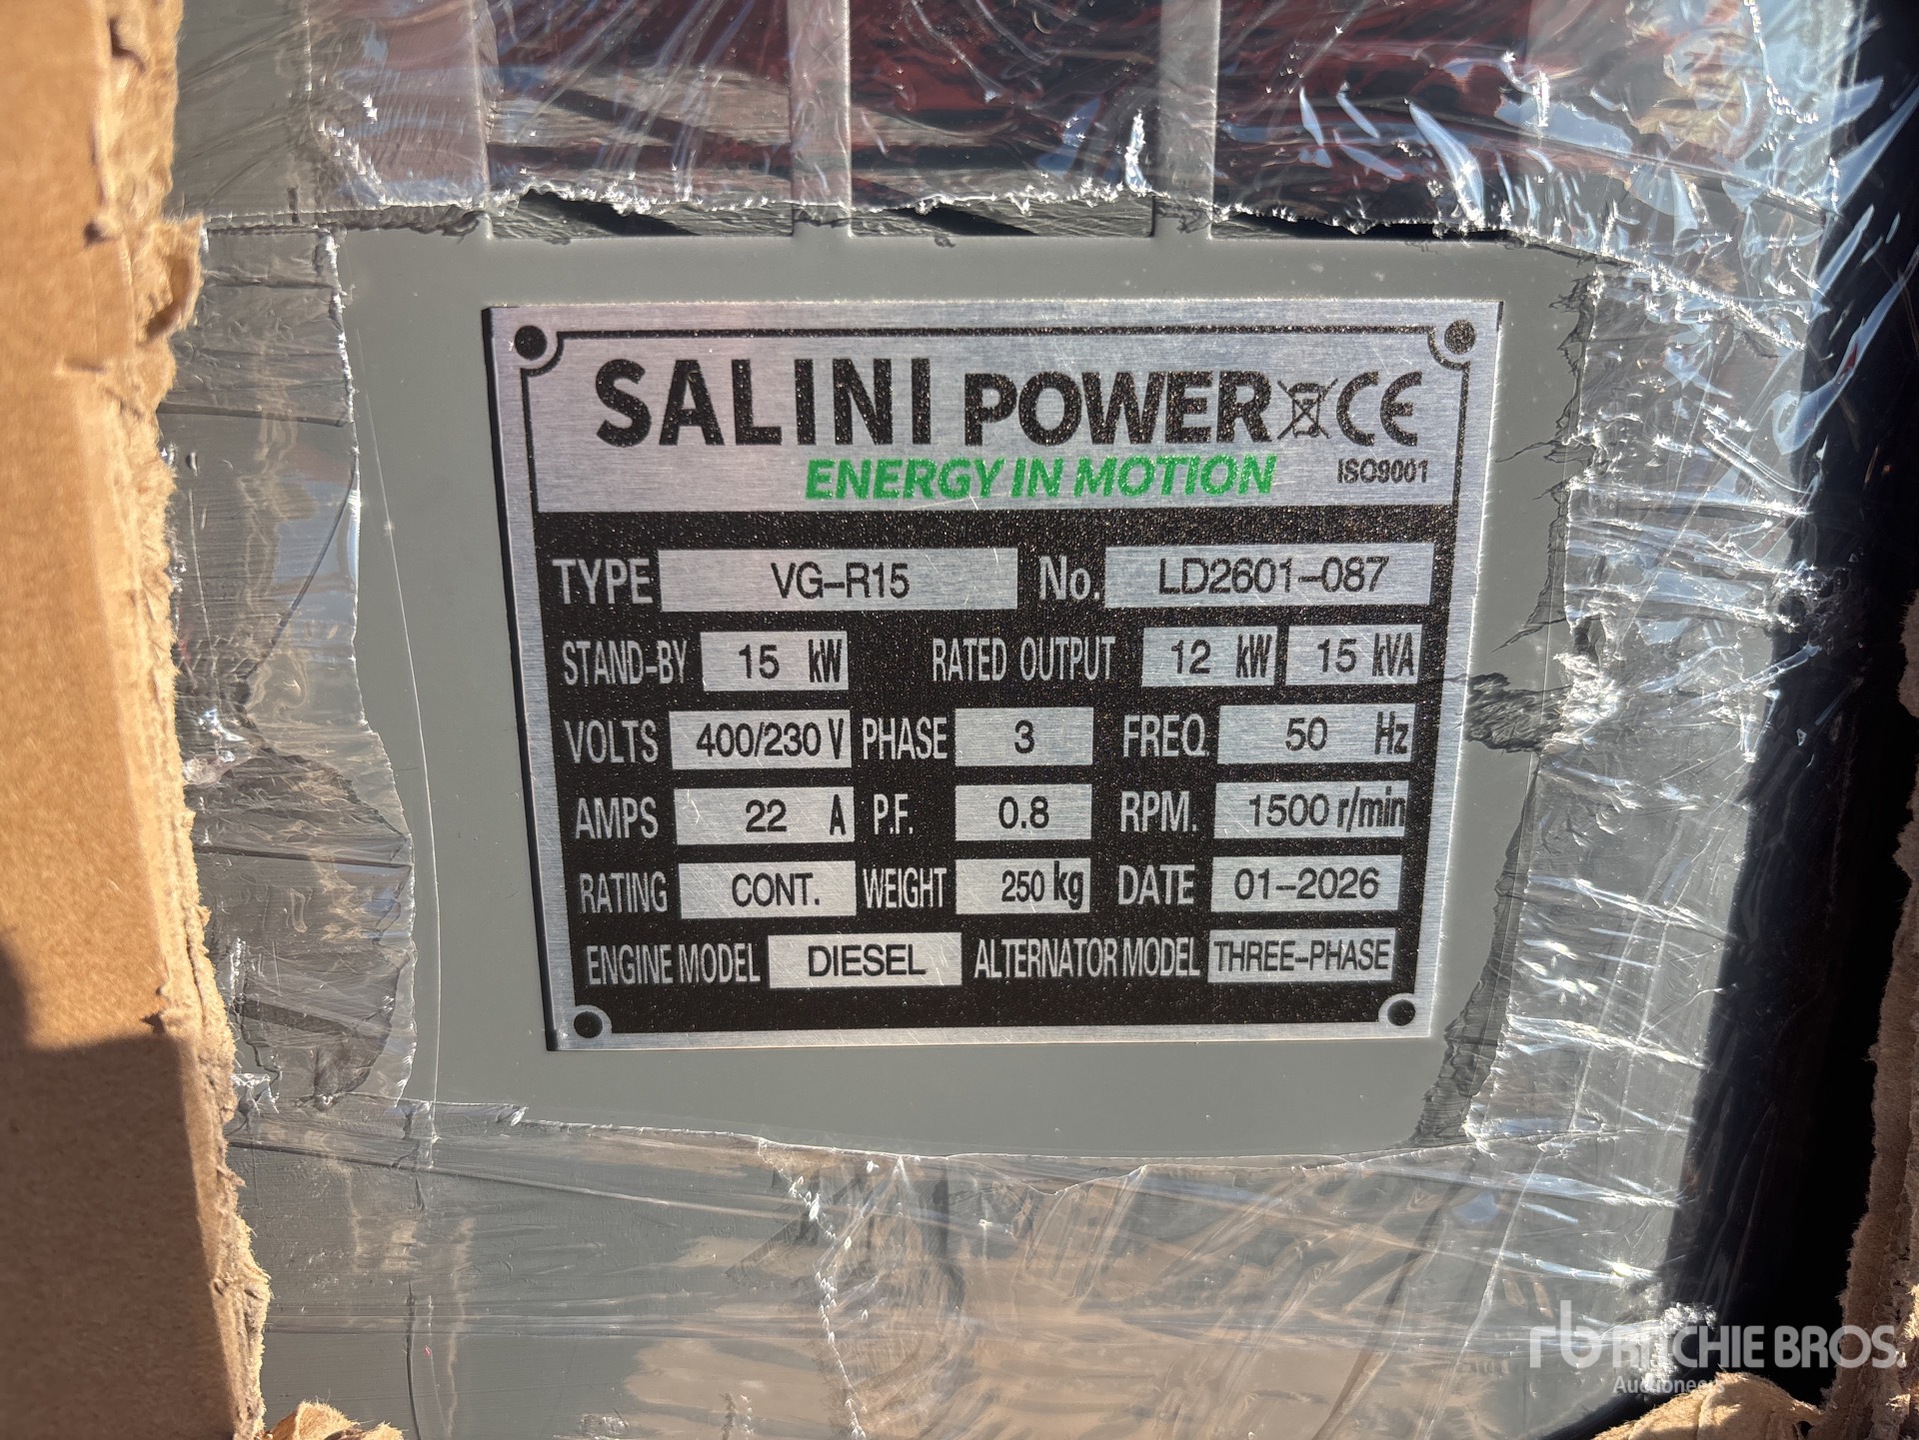 SALINI POWER CE
ENERGY IN MOTION ISO9001
TYPE VG-R15 No. LD2601-087
STAND-BY 15 kW RATED OUTPUT 12 kW 15 kVA
VOLTS 400/230 V PHASE 3 FREQ 50 Hz
AMPS 22 A P.F. 0.8 RPM. 1500 r/min
RATING CONT. WEIGHT 250 kg DATE 01-2026
ENGINE MODEL DIESEL ALTERNATOR MODEL THREE-PHASE
rb RITCHIE BROS.
Auctioneers